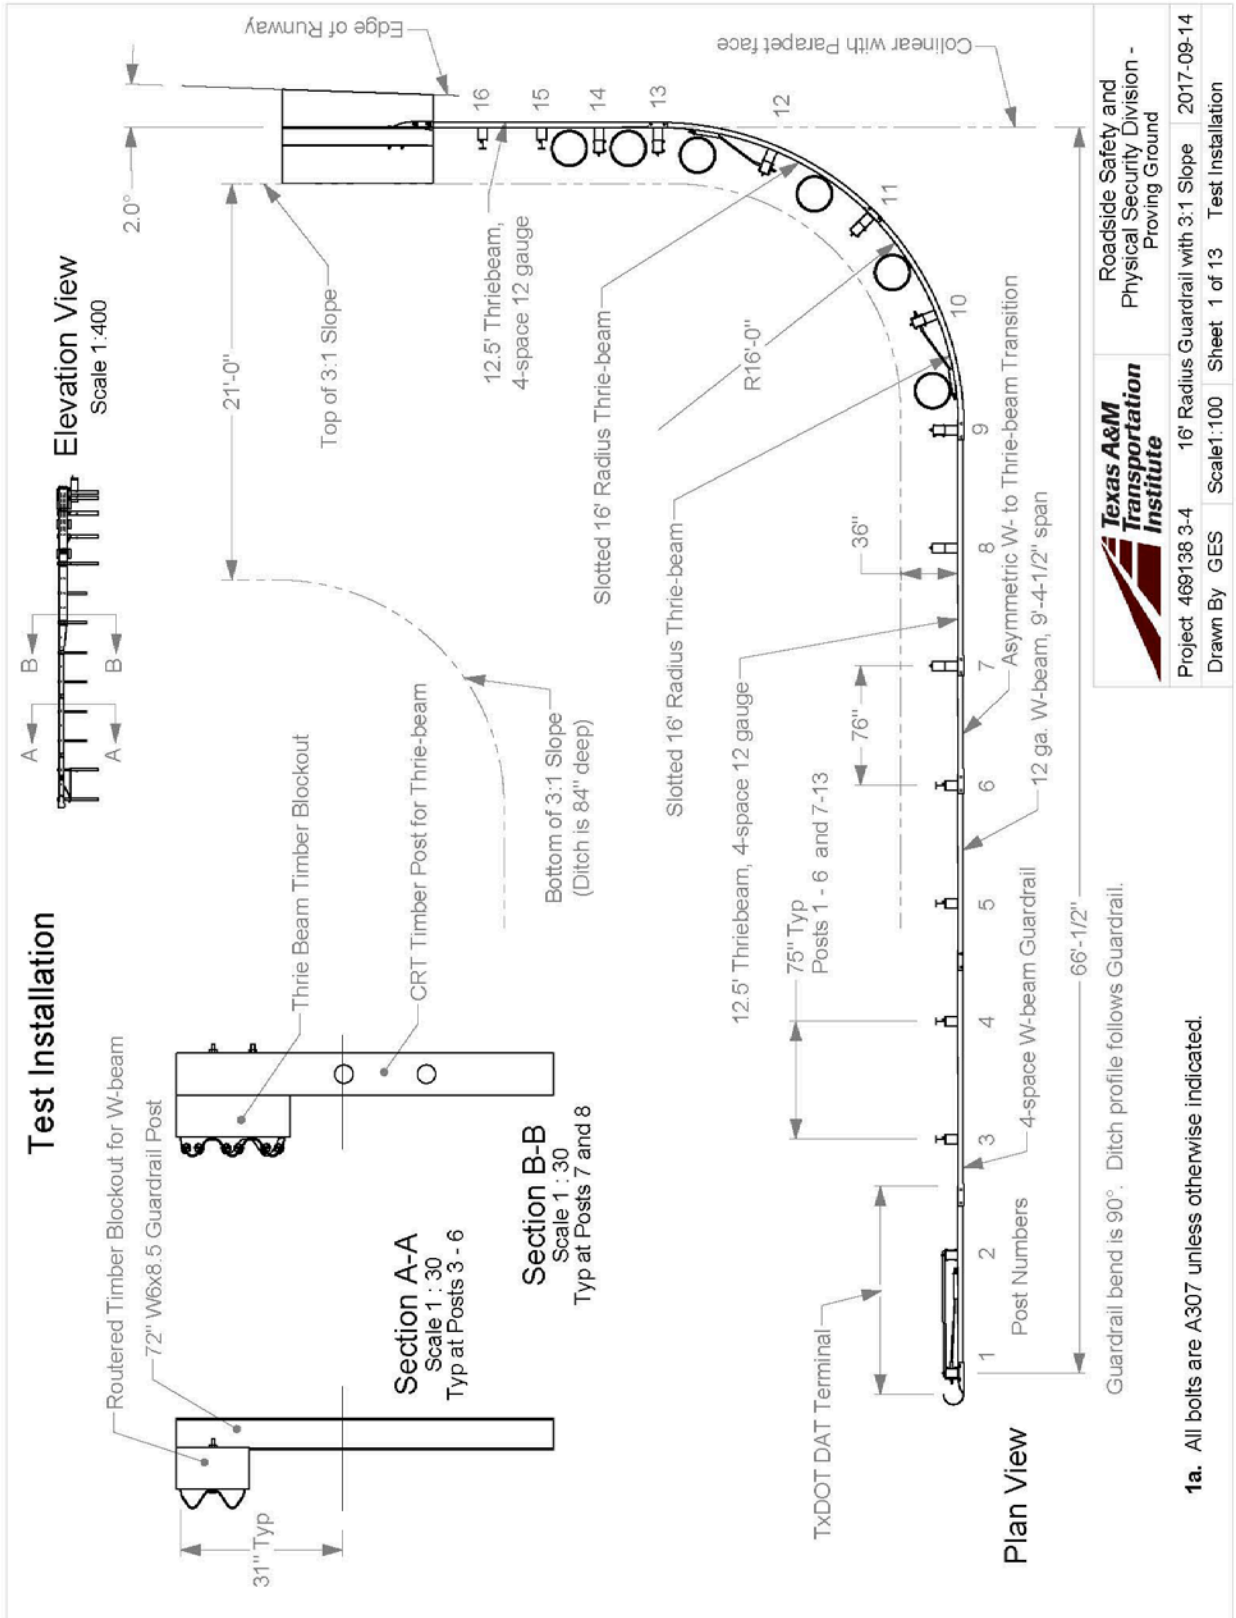 Test Installation
Routered Timber Blockout for W-beam
72" W6x8.5 Guardrail Post
31" Typ
Section A-A
Scale 1 : 30
Typ at Posts 3 - 6
Thrie Beam Timber Blockout
CRT Timber Post for Thrie-beam
Section B-B
Scale 1 : 30
Typ at Posts 7 and 8
A
B
A
B
Elevation View
Scale 1:400
2.0°
Edge of Runway
21'-0"
Top of 3:1 Slope
Bottom of 3:1 Slope
(Ditch is 84" deep)
12.5' Thriebeam,
4-space 12 gauge
Slotted 16' Radius Thrie-beam
R16'-0"
Slotted 16' Radius Thrie-beam
12.5' Thriebeam, 4-space 12 gauge
36"
76"
75" Typ
Posts 1 - 6 and 7-13
TxDOT DAT Terminal
Colinear with Parapet face
16
15
14
13
12
11
10
9
8
7
6
5
4
3
2
1
Post Numbers
Asymmetric W- to Thrie-beam Transition
12 ga. W-beam, 9'-4-1/2" span
4-space W-beam Guardrail
66'-1/2"
Plan View
Guardrail bend is 90°. Ditch profile follows Guardrail.
1a. All bolts are A307 unless otherwise indicated.
Texas A&M
Transportation
Institute
Roadside Safety and
Physical Security Division -
Proving Ground
Project 469138 3-4 16' Radius Guardrail with 3:1 Slope 2017-09-14
Drawn By GES Scale1:100 Sheet 1 of 13 Test Installation